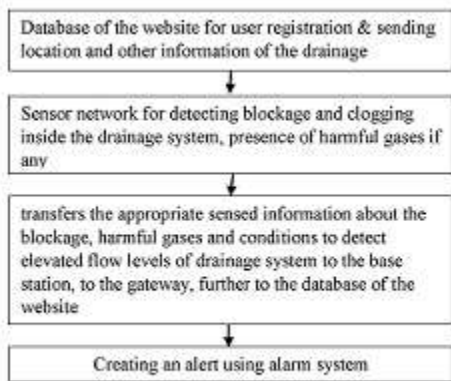 Database of the website for user registration & sending
location and other information of the drainage
Sensor network for detecting blockage and clogging
inside the drainage system, presence of harmful gases if
any
transfers the appropriate sensed information about the
blockage, harmful gases and conditions to detect
elevated flow levels of drainage system to the base
station, to the gateway, further to the database of the
website
Creating an alert using alarm system